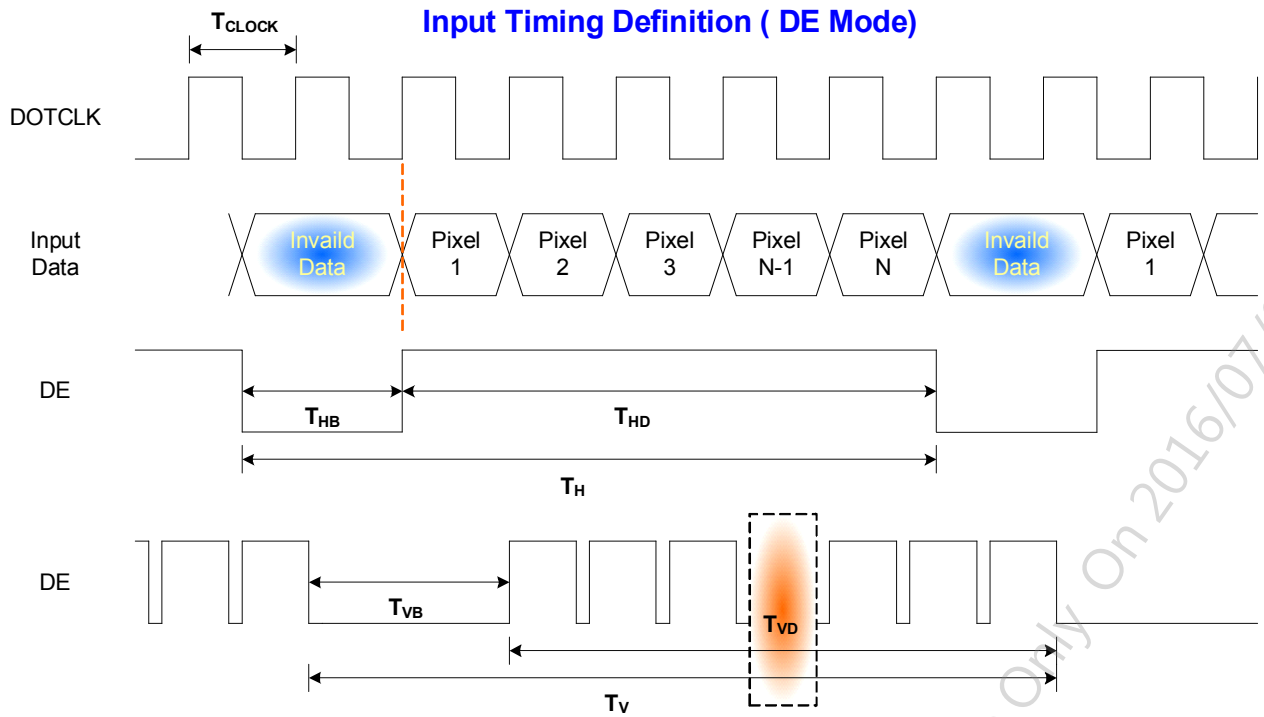 Input Timing Definition ( DE Mode)
TCLOCK
DOTCLK
Input
Data
Invaild
Data
Pixel
1
Pixel
2
Pixel
3
Pixel
N-1
Pixel
N
Invaild
Data
Pixel
1
DE
THB
THD
TH
DE
TVB
TVD
TV
Only On 2016/07/